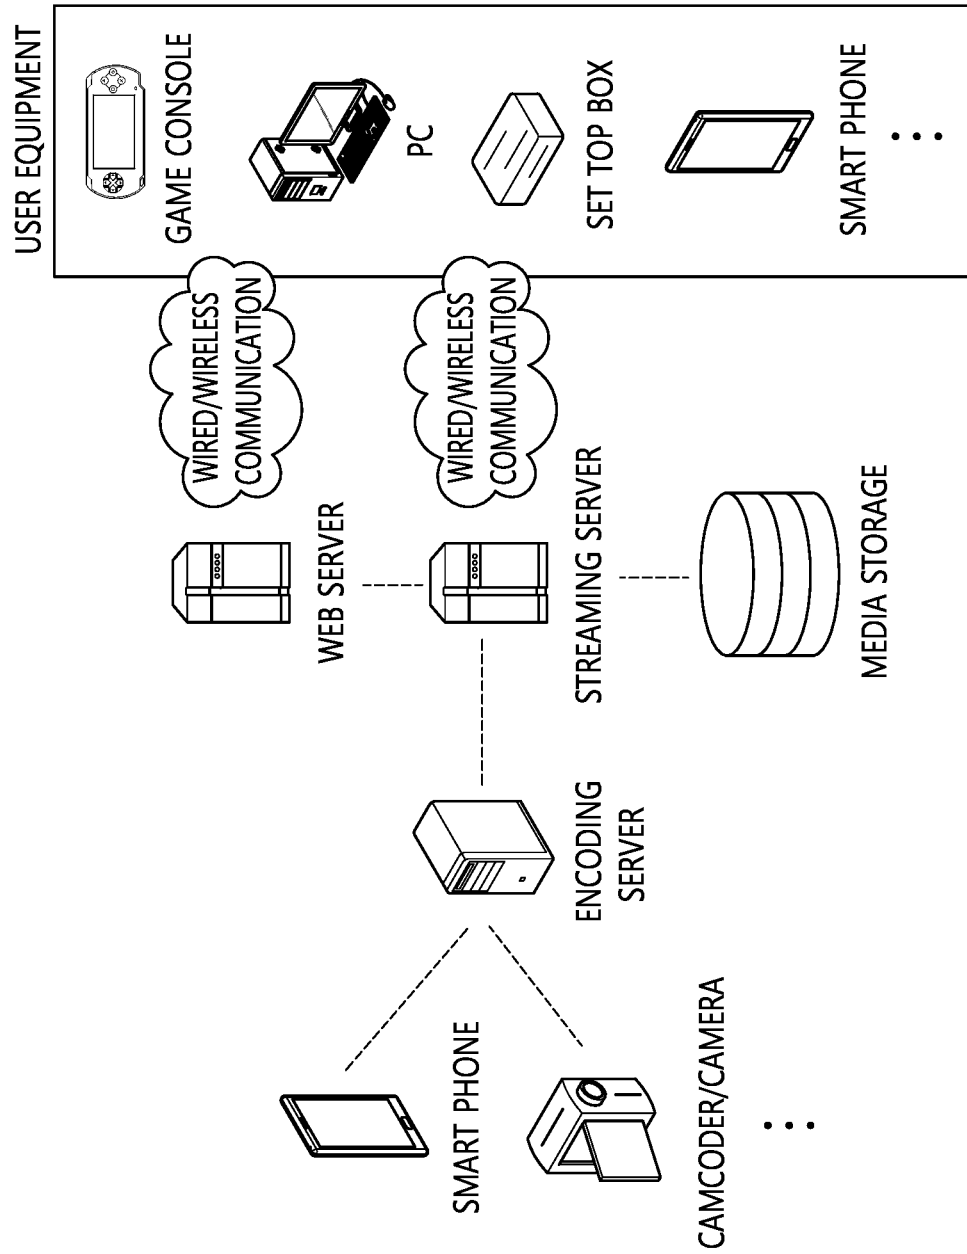 USER EQUIPMENT
GAME CONSOLE
PC
SET TOP BOX
SMART PHONE
WIRED/WIRELESS
COMMUNICATION
WIRED/WIRELESS
COMMUNICATION
WEB SERVER
STREAMING SERVER
MEDIA STORAGE
ENCODING
SERVER
SMART PHONE
CAMCODER/CAMERA